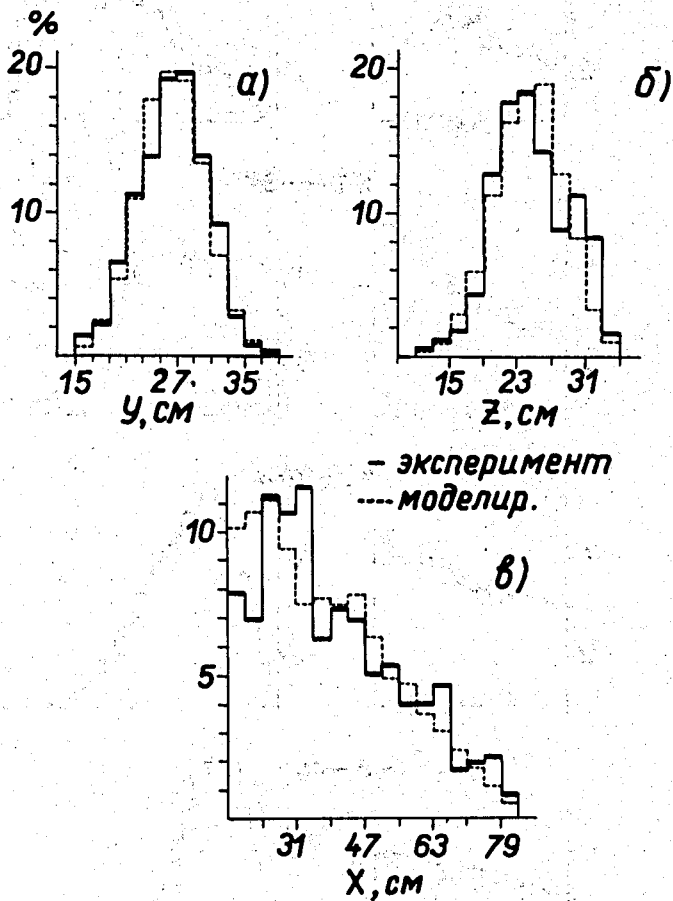 %
20
10
а)
15 27 35
У, см
20
10
б)
15 23 31
Z, см
— эксперимент
---- моделир.
10
5
в)
31 47 63 79
X, см